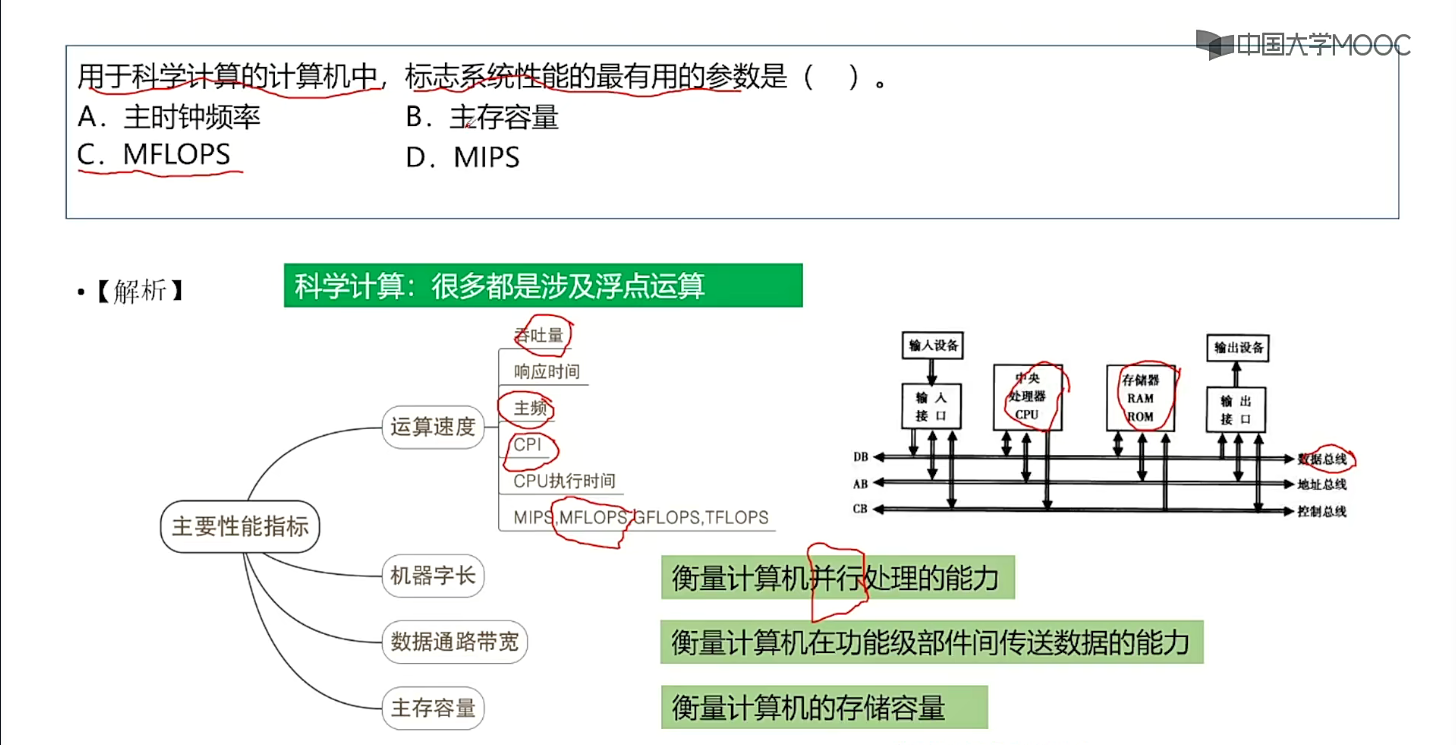 中国大学MOOC
用于科学计算的计算机中，标志系统性能的最有用的参数是（ ）。
A．主时钟频率 B．主存容量
C．MFLOPS D．MIPS
•【解析】
科学计算：很多都是涉及浮点运算
主要性能指标
运算速度
吞吐量
响应时间
主频
CPI
CPU执行时间
MIPS,MFLOPS,GFLOPS,TFLOPS
机器字长
衡量计算机并行处理的能力
数据通路带宽
衡量计算机在功能级部件间传送数据的能力
主存容量
衡量计算机的存储容量
输入设备
输出设备
输 入
接 口
中央
处理器
CPU
存储器
RAM
ROM
输 出
接 口
DB
数据总线
AB
地址总线
CB
控制总线